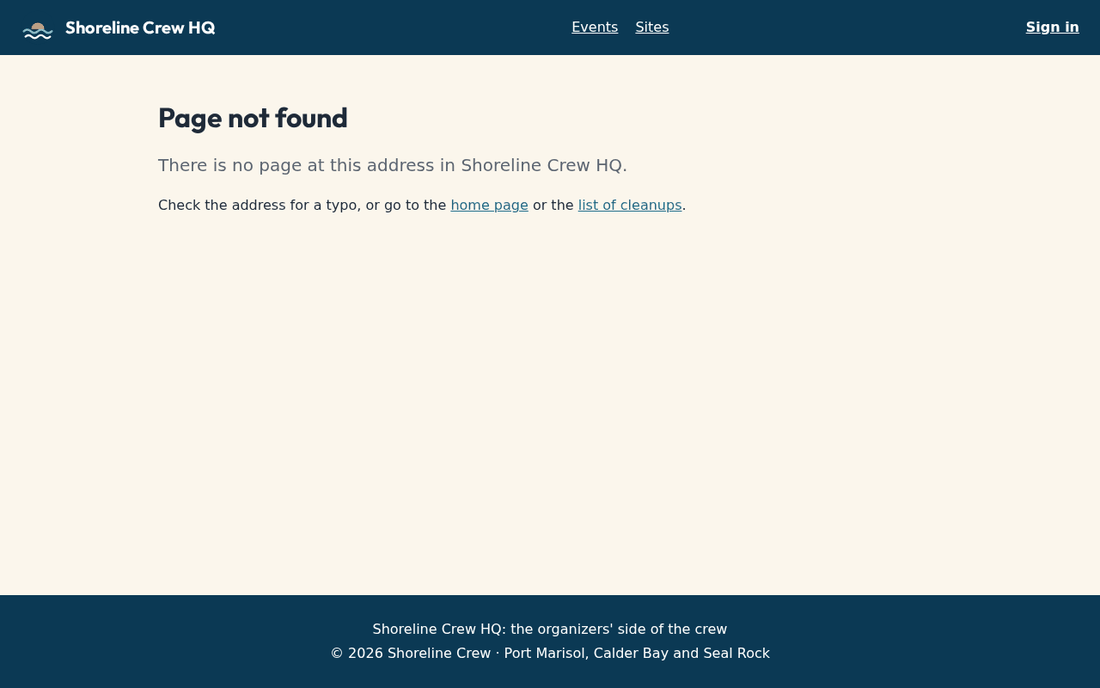 Shoreline Crew HQ
Events Sites
Sign in
Page not found
There is no page at this address in Shoreline Crew HQ.
Check the address for a typo, or go to the home page or the list of cleanups.
Shoreline Crew HQ: the organizers' side of the crew
© 2026 Shoreline Crew · Port Marisol, Calder Bay and Seal Rock